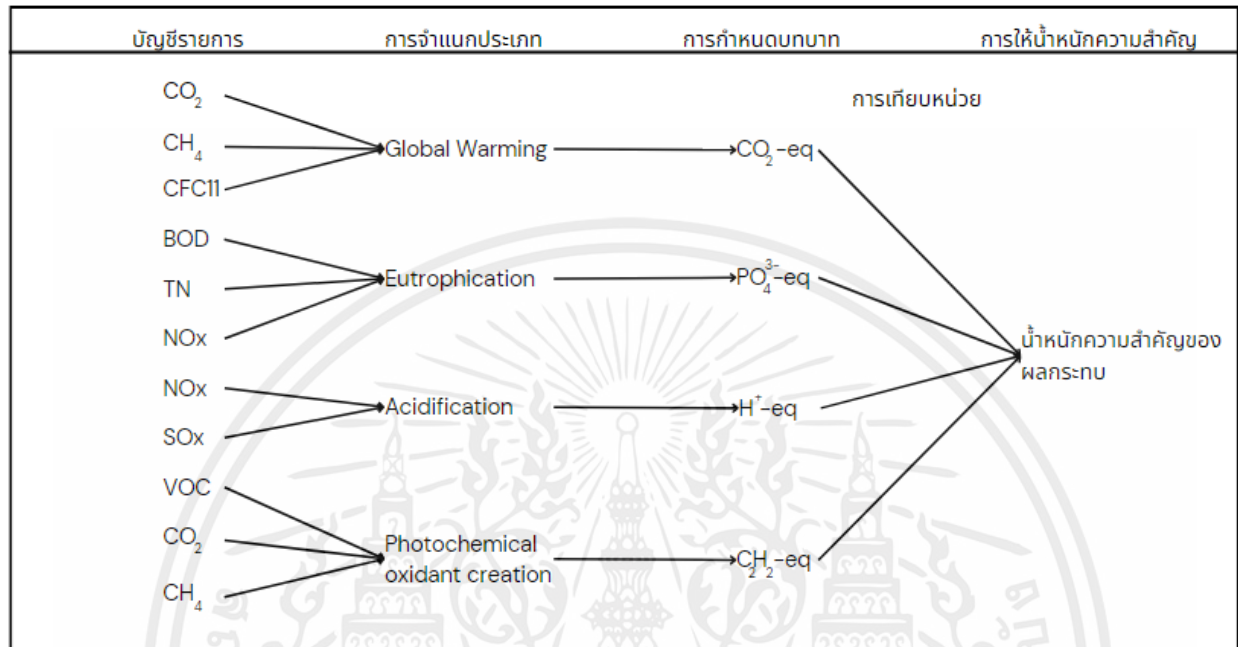 บัญชีรายการ การจำแนกประเภท การกำหนดบทบาท การให้น้ำหนักความสำคัญ
CO₂
การเทียบหน่วย
CH₄ Global Warming CO₂-eq
CFC11
BOD
TN Eutrophication PO₄³⁻-eq
NOx
น้ำหนักความสำคัญของ
ผลกระทบ
NOx
Acidification H⁺-eq
SOx
VOC
CO₂ Photochemical
oxidant creation C₂H₂-eq
CH₄